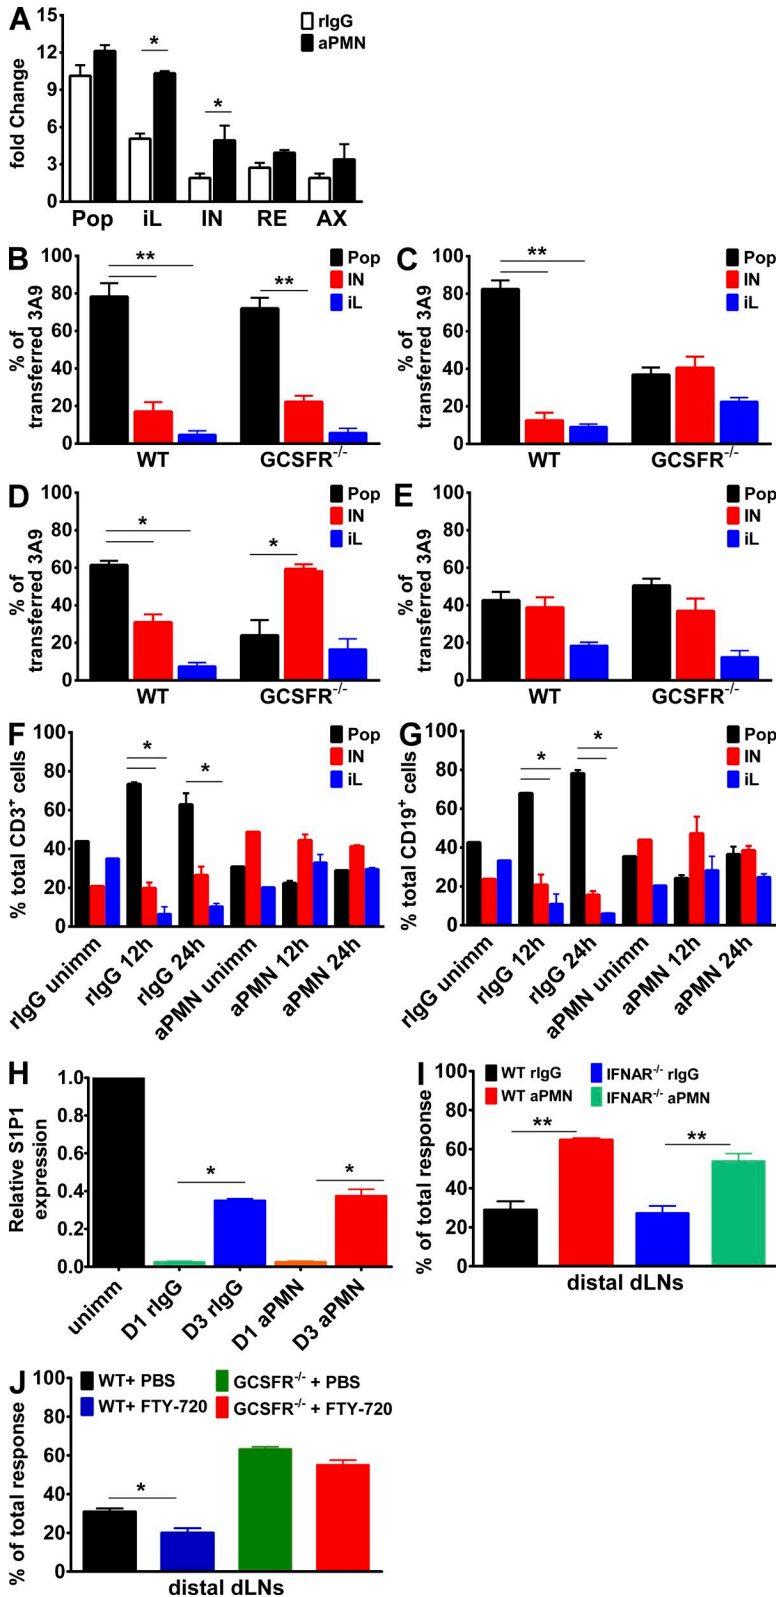 A
rIgG
aPMN
fold Change
15
12
9
6
3
0
*
*
Pop iL IN RE AX
B
% of
transferred 3A9
100
80
60
40
20
0
**
**
Pop
IN
iL
WT GCSFR-/-
C
% of
transferred 3A9
100
80
60
40
20
0
**
Pop
IN
iL
WT GCSFR-/-
D
% of
transferred 3A9
100
80
60
40
20
0
*
*
Pop
IN
iL
WT GCSFR-/-
E
% of
transferred 3A9
100
80
60
40
20
0
Pop
IN
iL
WT GCSFR-/-
F
% total CD3+ cells
100
80
60
40
20
0
*
*
Pop
IN
iL
rIgG unimm
rIgG 12h
rIgG 24h
aPMN unimm
aPMN 12h
aPMN 24h
G
% total CD19+ cells
100
80
60
40
20
0
*
*
Pop
IN
iL
rIgG unimm
rIgG 12h
rIgG 24h
aPMN unimm
aPMN 12h
aPMN 24h
H
Relative S1P1
expression
1.0
0.8
0.6
0.4
0.2
0.0
*
*
unimm
D1 rIgG
D3 rIgG
D1 aPMN
D3 aPMN
I
% of total response
100
80
60
40
20
0
WT rIgG IFNAR-/- rIgG
WT aPMN IFNAR-/- aPMN
**
**
distal dLNs
J
% of total response
100
80
60
40
20
0
WT+ PBS GCSFR-/- + PBS
WT+ FTY-720 GCSFR-/- + FTY-720
*
distal dLNs